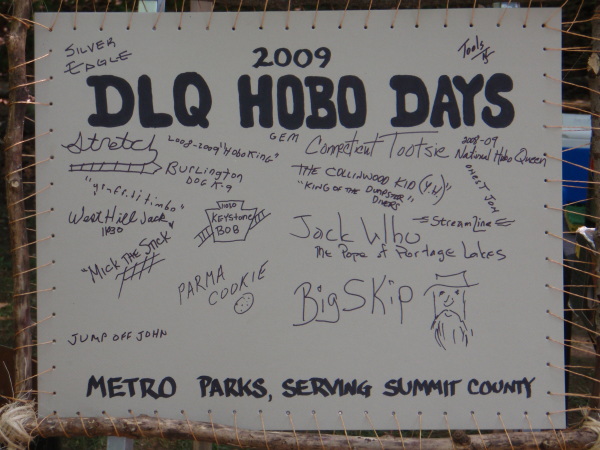 SILVER
EAGLE
Tools
2009
DLQ HOBO DAYS
Stretch
2008-2009 "HOBO KING"
GEM
Connecticut Tootsie
2008-09
National Hobo Queen
BURLINGTON
DOG K-9
THE COLLINWOOD KID (YN)
"KING OF THE DUMPSTER
DIVERS
West Hill Jack
HOBO
KEYSTONE
BOB
StreamLine
Jack Who
The Pope of Portage Lakes
"MICK THE STICK"
PARMA
COOKIE
Big SKip
JUMP OFF JOHN
METRO PARKS, SERVING SUMMIT COUNTY